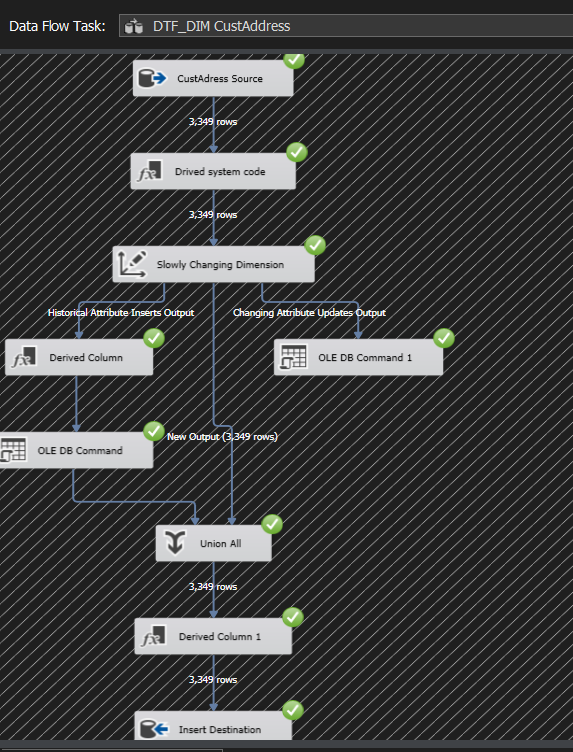 Data Flow Task: DTF_DIM CustAddress
CustAdress Source
3,349 rows
Drived system code
3,349 rows
Slowly Changing Dimension
Historical Attribute Inserts Output
Changing Attribute Updates Output
Derived Column
OLE DB Command 1
New Output (3,349 rows)
OLE DB Command
Union All
3,349 rows
Derived Column 1
3,349 rows
Insert Destination